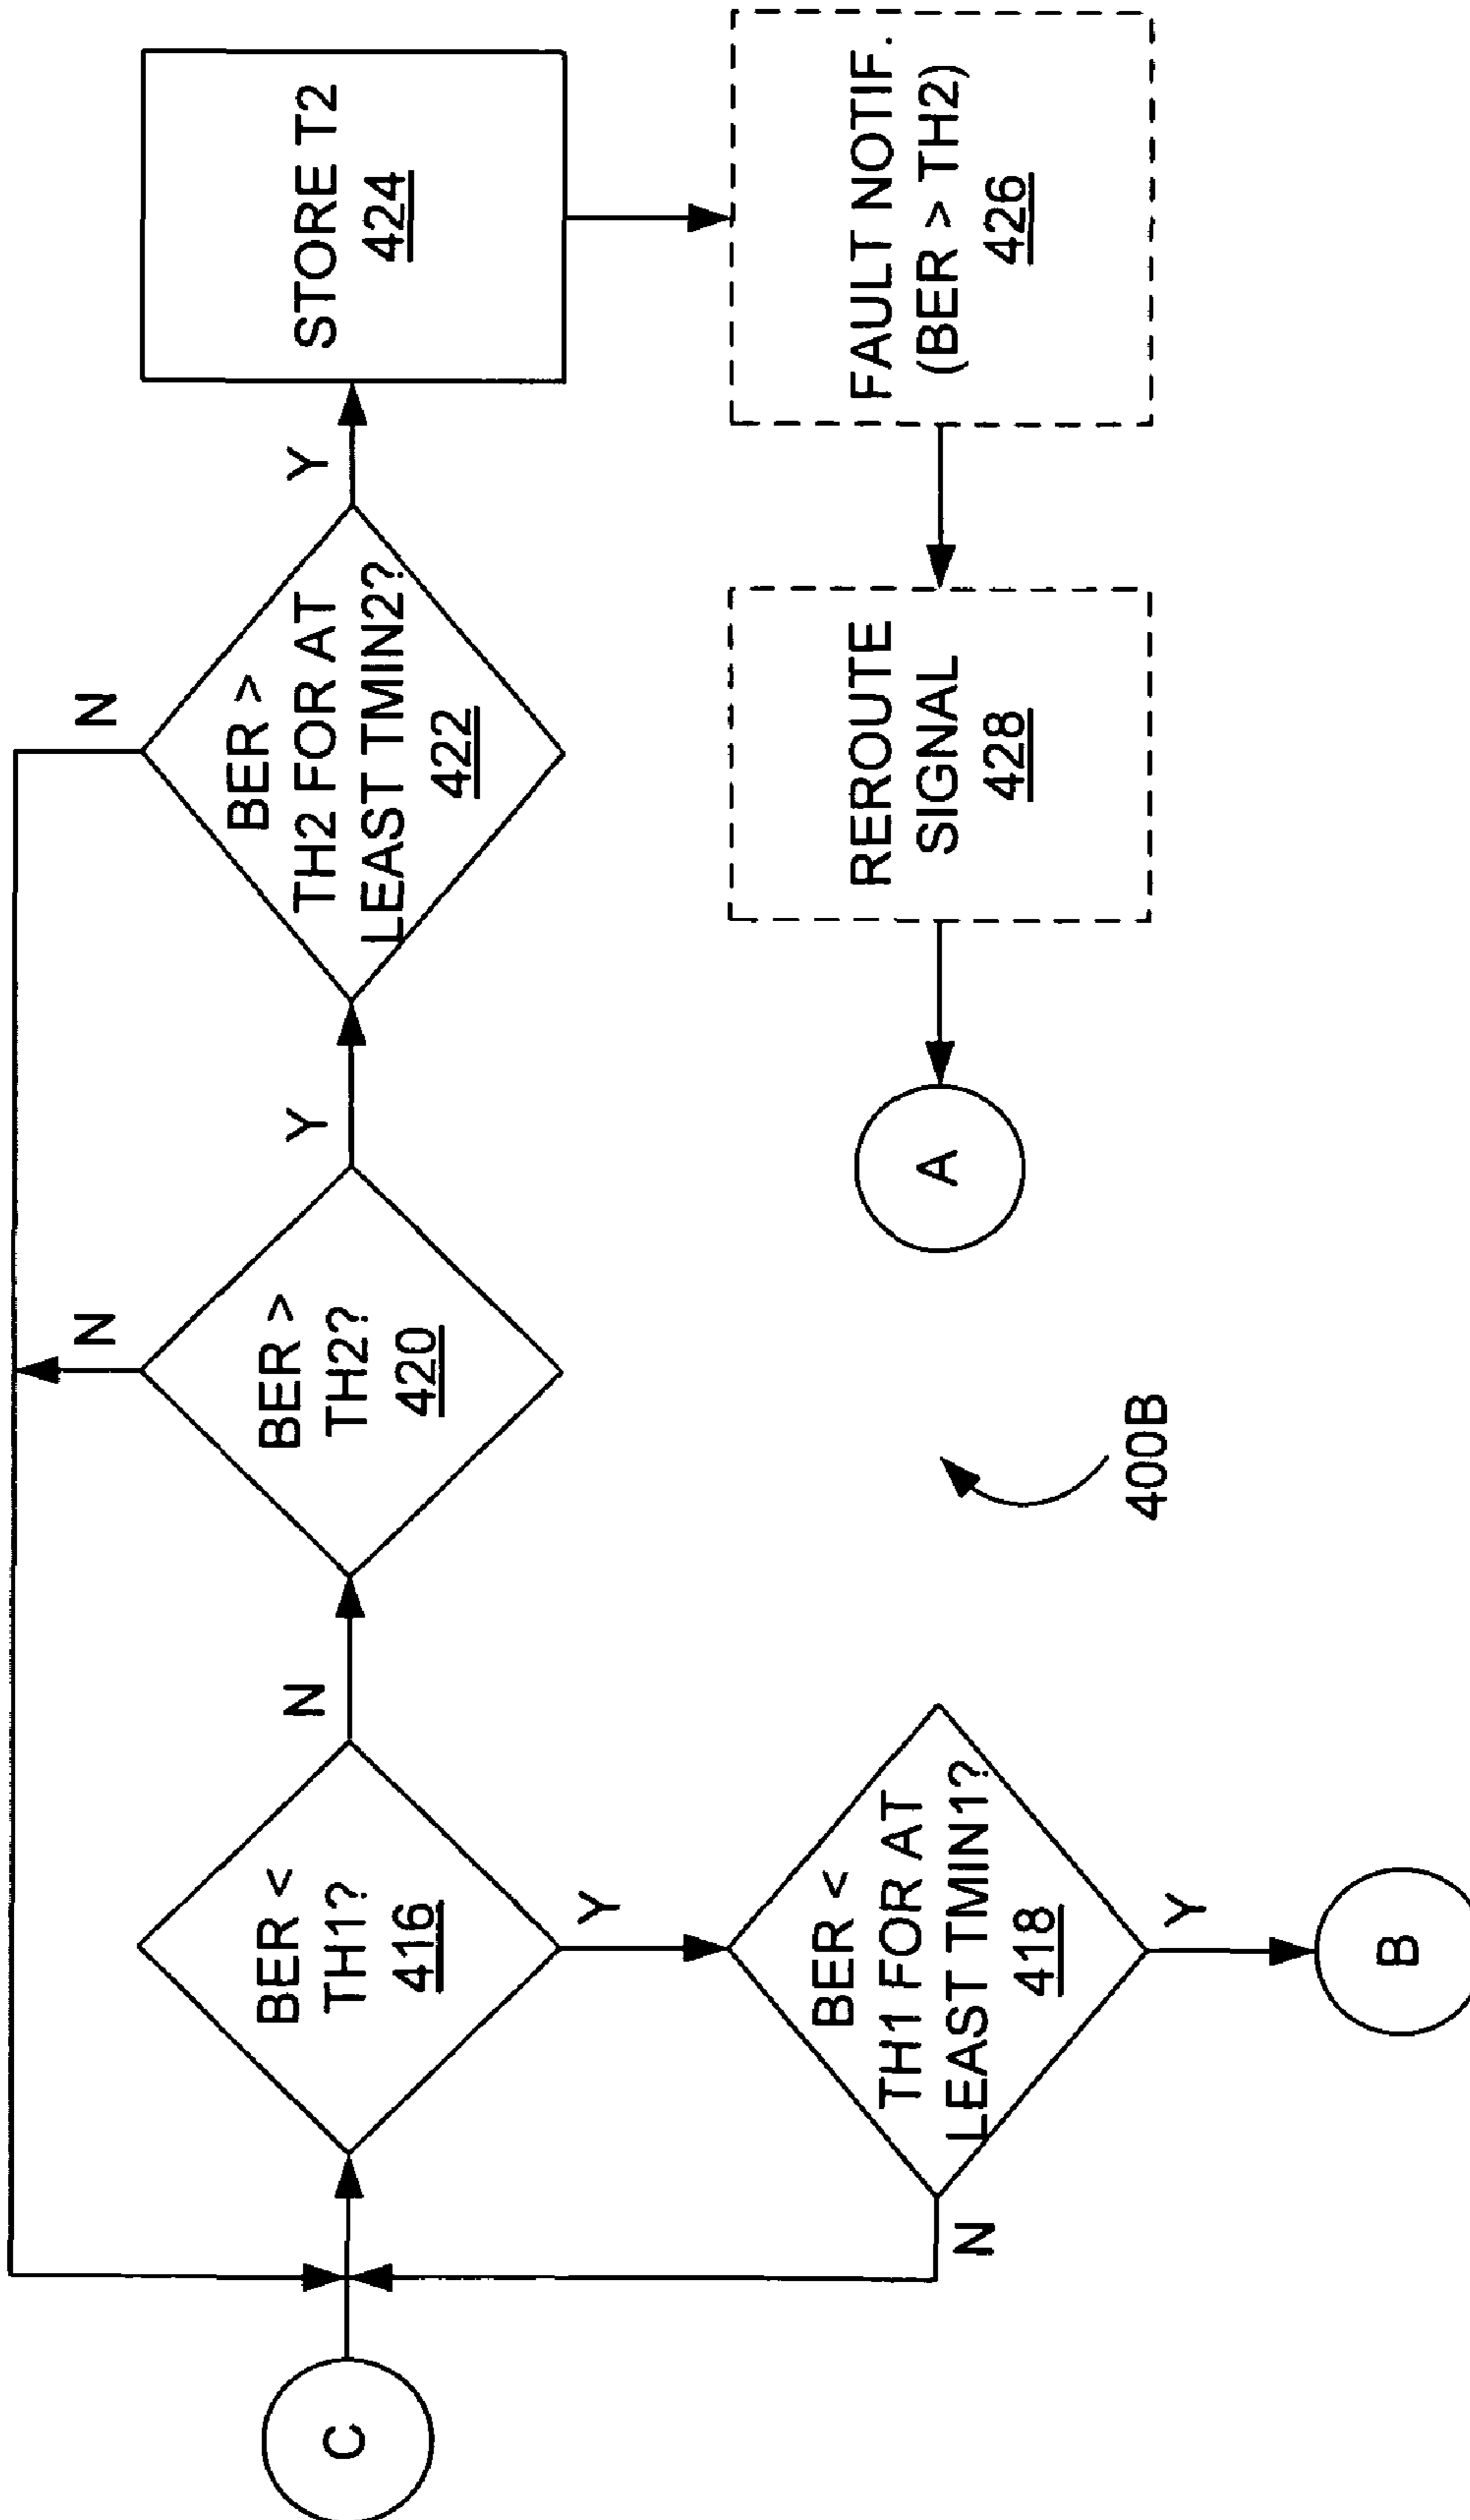 C
BER <
TH1?
416
N
Y
BER <
TH1 FOR AT
LEAST TMIN1?
418
N
Y
B
BER >
TH2?
420
N
Y
BER >
TH2 FOR AT
LEAST TMIN2?
422
N
Y
STORE T2
424
FAULT NOTIF.
(BER > TH2)
426
REROUTE
SIGNAL
428
A
400B